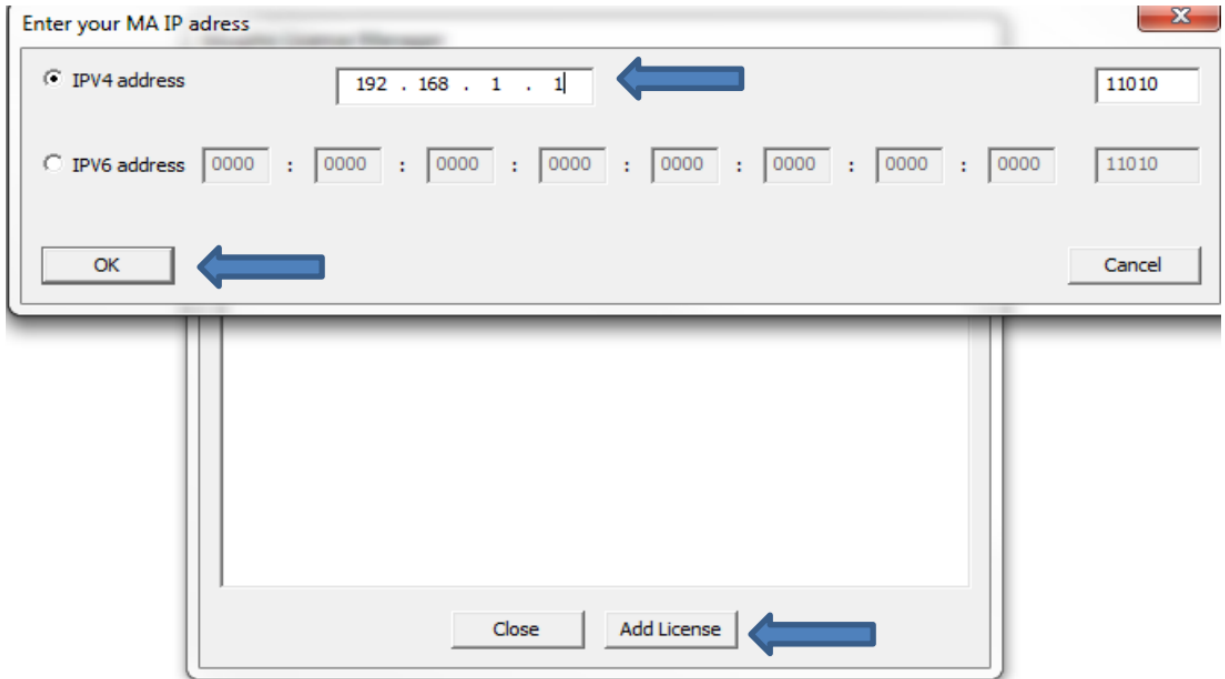 Enter your MA IP adress
IPV4 address 192 . 168 . 1 . 1 11010
IPV6 address 0000 : 0000 : 0000 : 0000 : 0000 : 0000 : 0000 : 0000 11010
OK Cancel
Close Add License